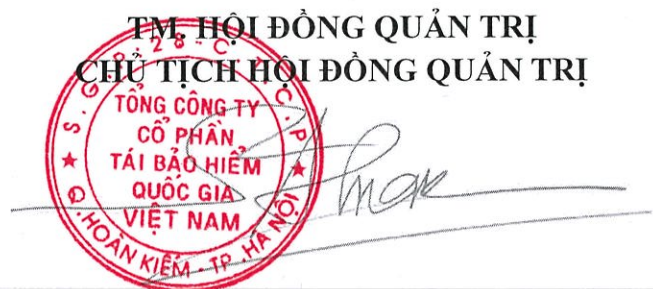 TM. HỘI ĐỒNG QUẢN TRỊ
CHỦ TỊCH HỘI ĐỒNG QUẢN TRỊ
TỔNG CÔNG TY
CỔ PHẦN
TÁI BẢO HIỂM
QUỐC GIA
VIỆT NAM
Q. HOÀN KIẾM - TP. HÀ NỘI